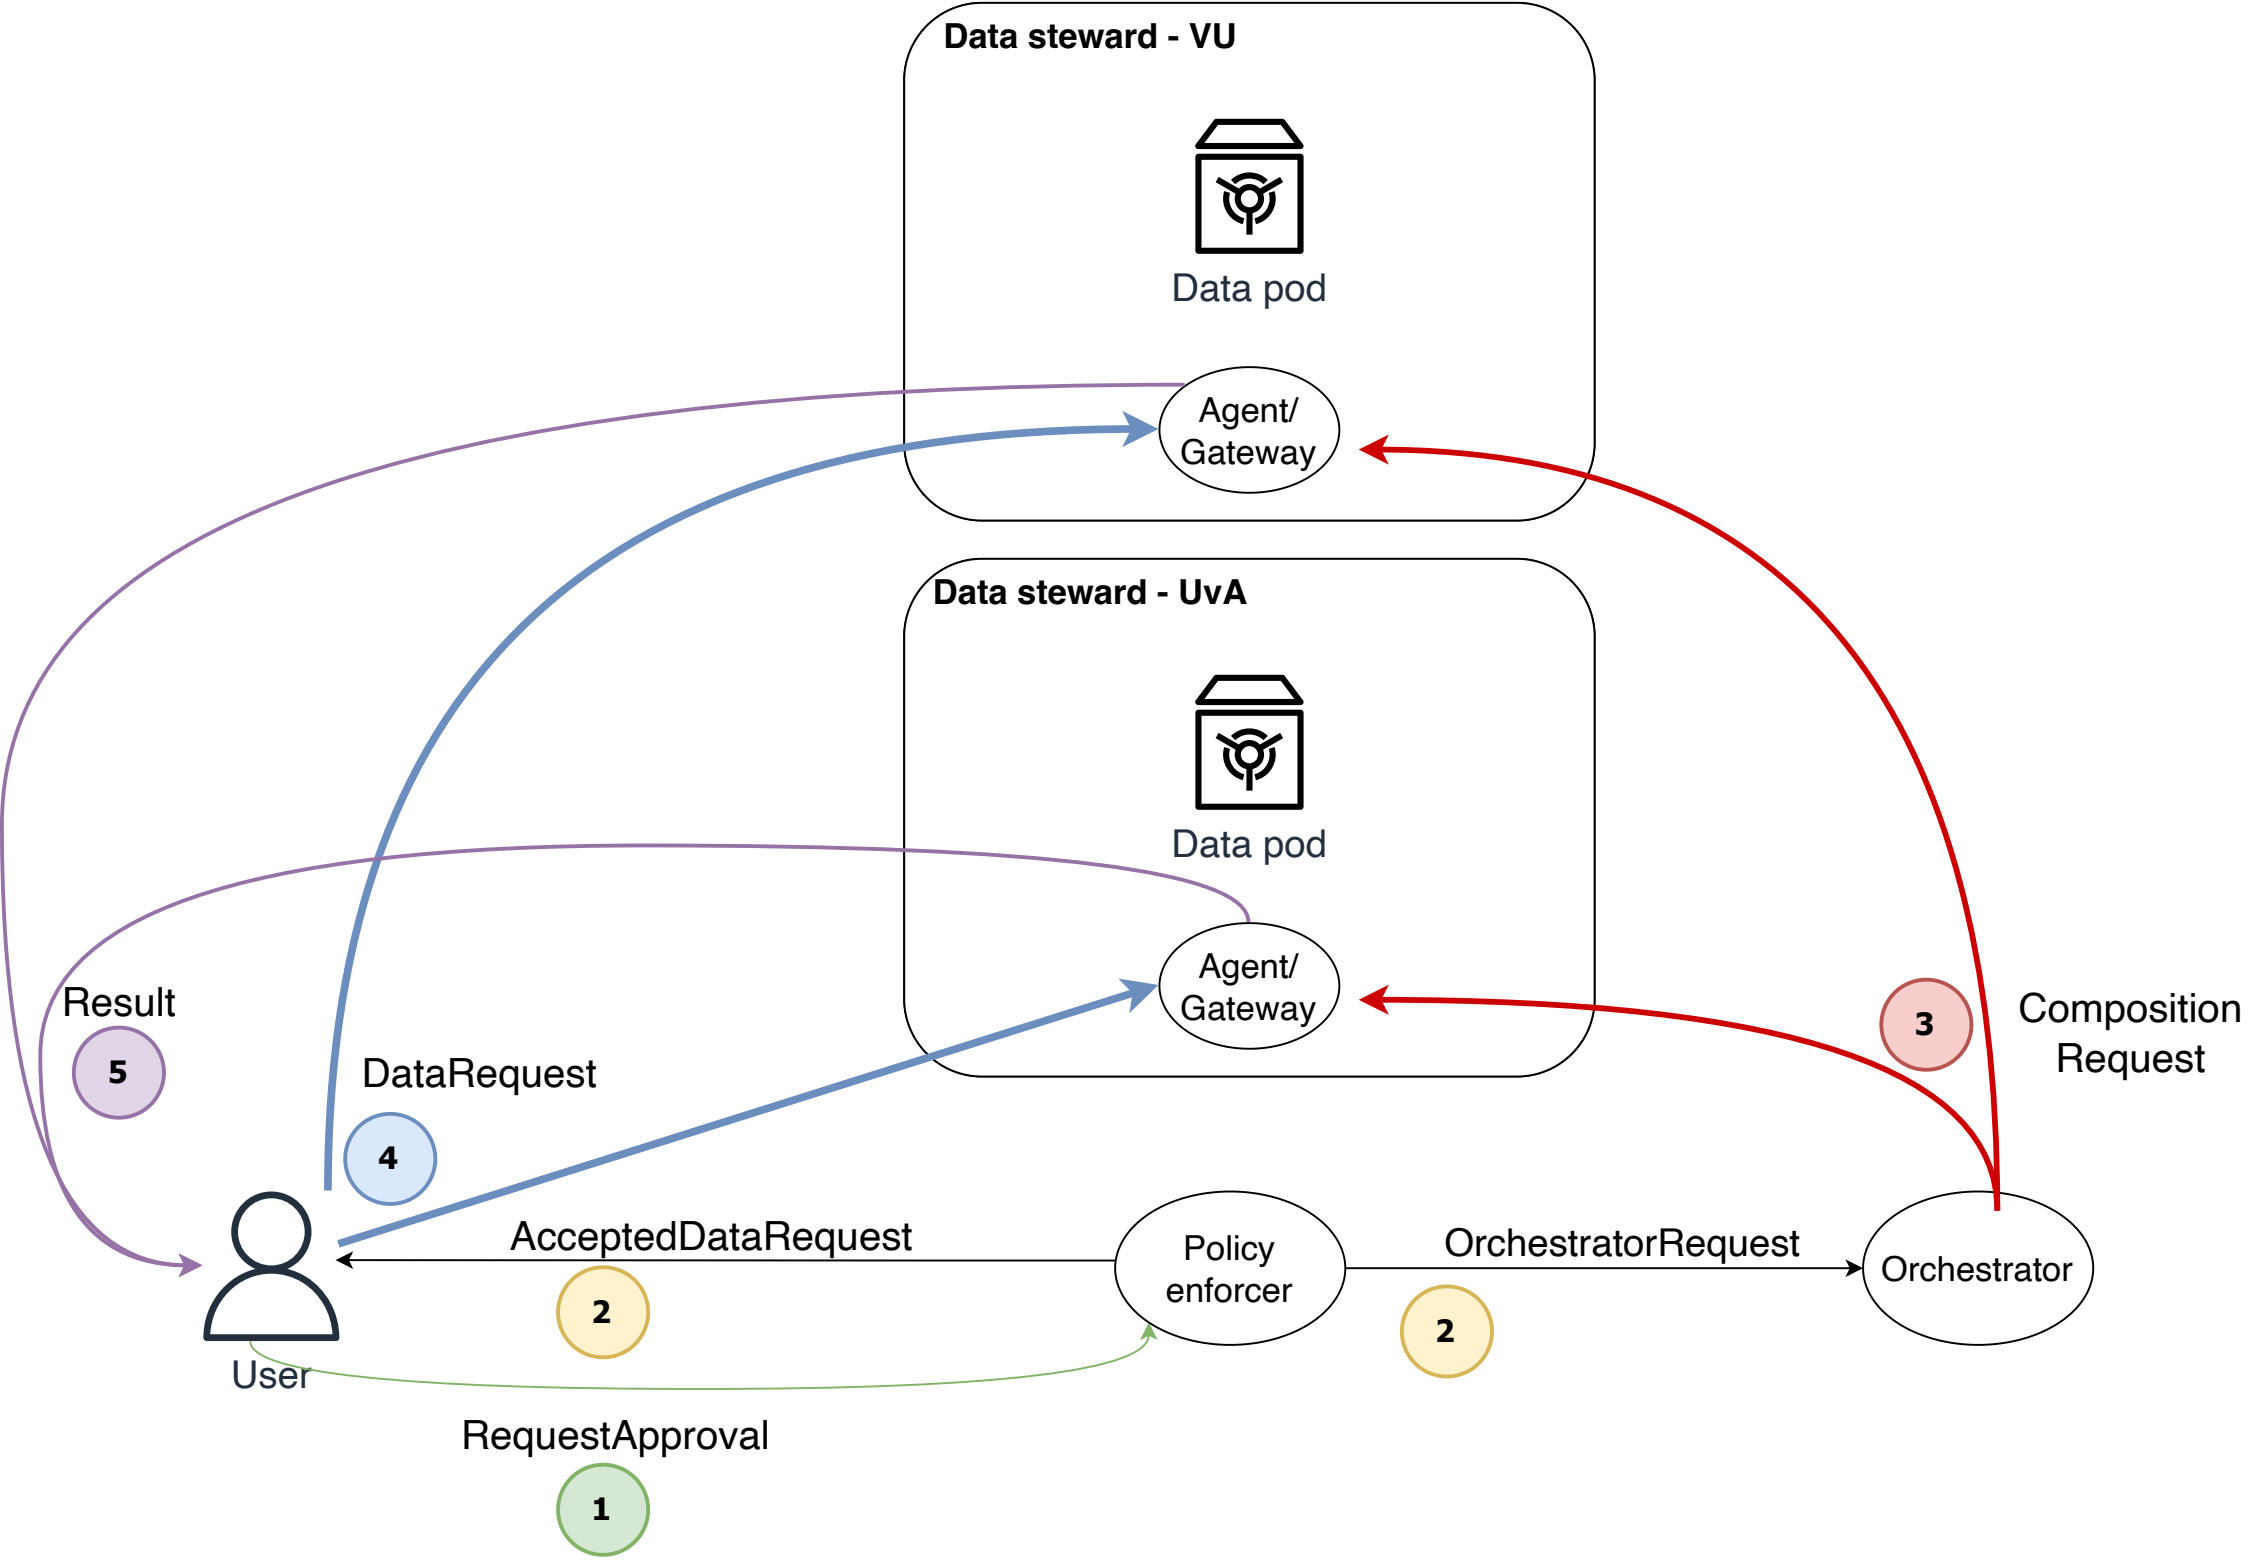 Data steward - VU
Data pod
Agent/
Gateway
Data steward - UvA
Data pod
Agent/
Gateway
Result
5
DataRequest
4
3
Composition
Request
AcceptedDataRequest
2
Policy
enforcer
OrchestratorRequest
2
Orchestrator
User
RequestApproval
1